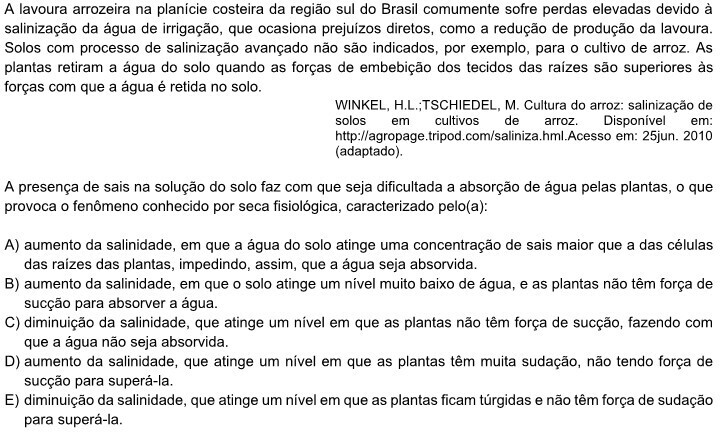 A lavoura arrozeira na planície costeira da região sul do Brasil comumente sofre perdas elevadas devido à
salinização da água de irrigação, que ocasiona prejuízos diretos, como a redução de produção da lavoura.
Solos com processo de salinização avançado não são indicados, por exemplo, para o cultivo de arroz. As
plantas retiram a água do solo quando as forças de embebição dos tecidos das raízes são superiores às
forças com que a água é retida no solo.
WINKEL, H.L.;TSCHIEDEL, M. Cultura do arroz: salinização de
solos em cultivos de arroz. Disponível em:
http://agropage.tripod.com/saliniza.hml.Acesso em: 25jun. 2010
(adaptado).
A presença de sais na solução do solo faz com que seja dificultada a absorção de água pelas plantas, o que
provoca o fenômeno conhecido por seca fisiológica, caracterizado pelo(a):
A) aumento da salinidade, em que a água do solo atinge uma concentração de sais maior que a das células
das raízes das plantas, impedindo, assim, que a água seja absorvida.
B) aumento da salinidade, em que o solo atinge um nível muito baixo de água, e as plantas não têm força de
sucção para absorver a água.
C) diminuição da salinidade, que atinge um nível em que as plantas não têm força de sucção, fazendo com
que a água não seja absorvida.
D) aumento da salinidade, que atinge um nível em que as plantas têm muita sudação, não tendo força de
sucção para superá-la.
E) diminuição da salinidade, que atinge um nível em que as plantas ficam túrgidas e não têm força de sudação
para superá-la.